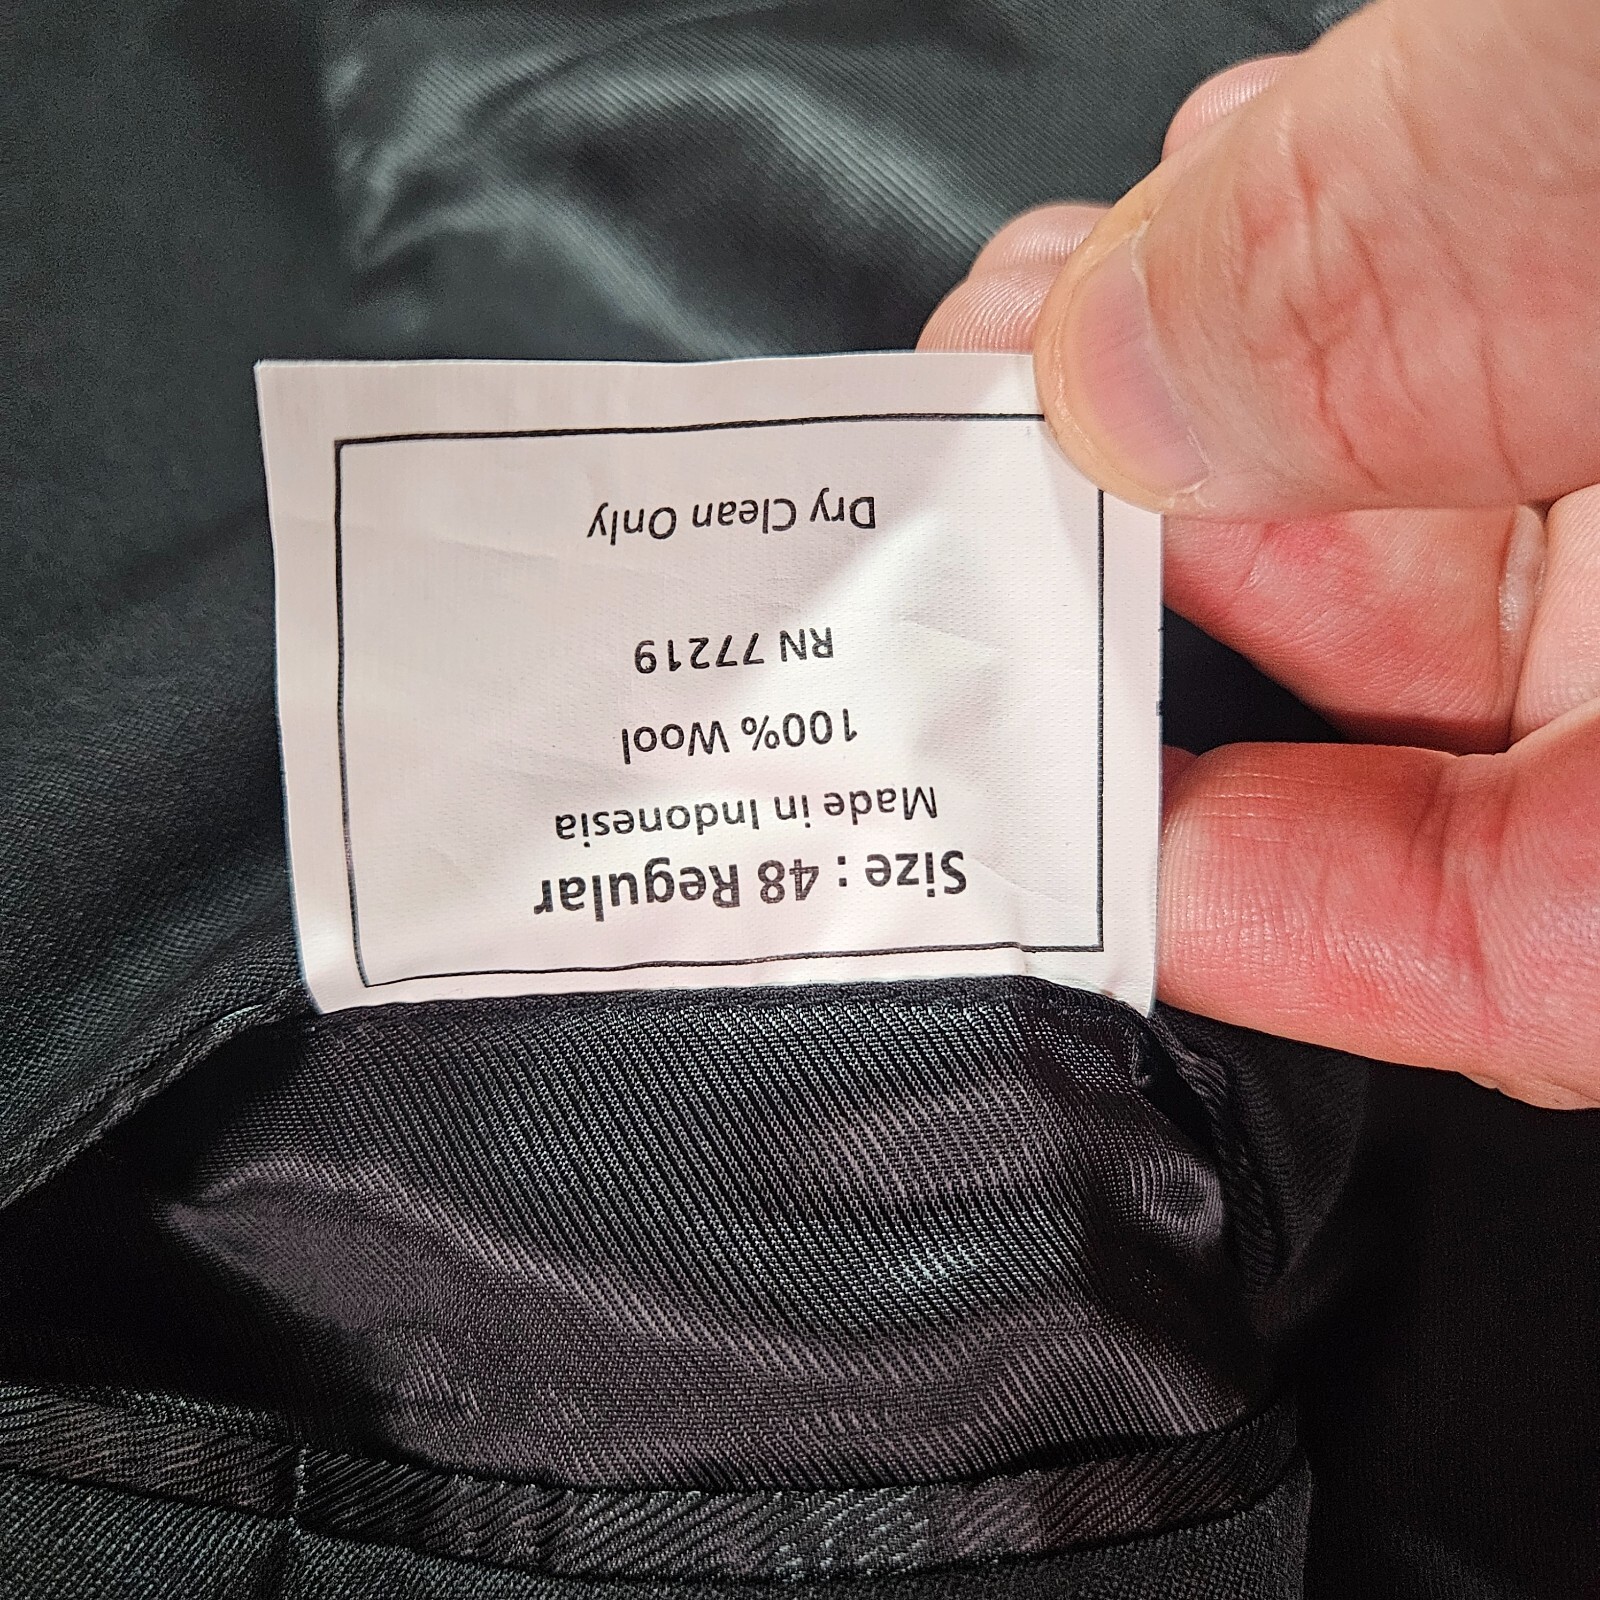 Size : 48 Regular
Made in Indonesia
100% Wool
RN 77219
Dry Clean Only